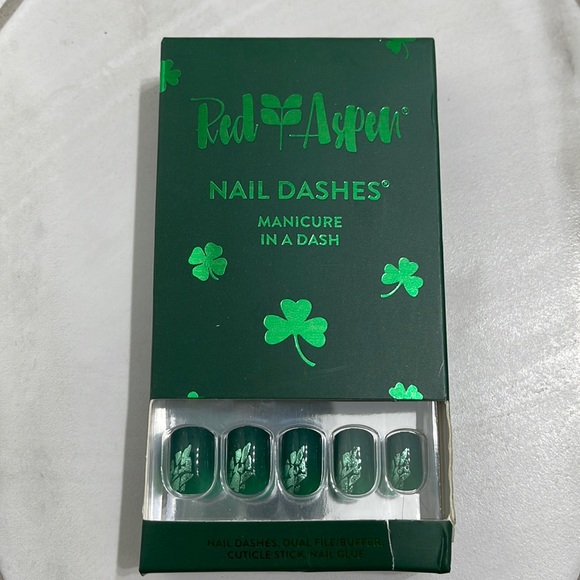 Red Aspen®
NAIL DASHES®
MANICURE
IN A DASH
NAIL DASHES, DUAL FILE/BUFFER,
CUTICLE STICK, NAIL GLUE